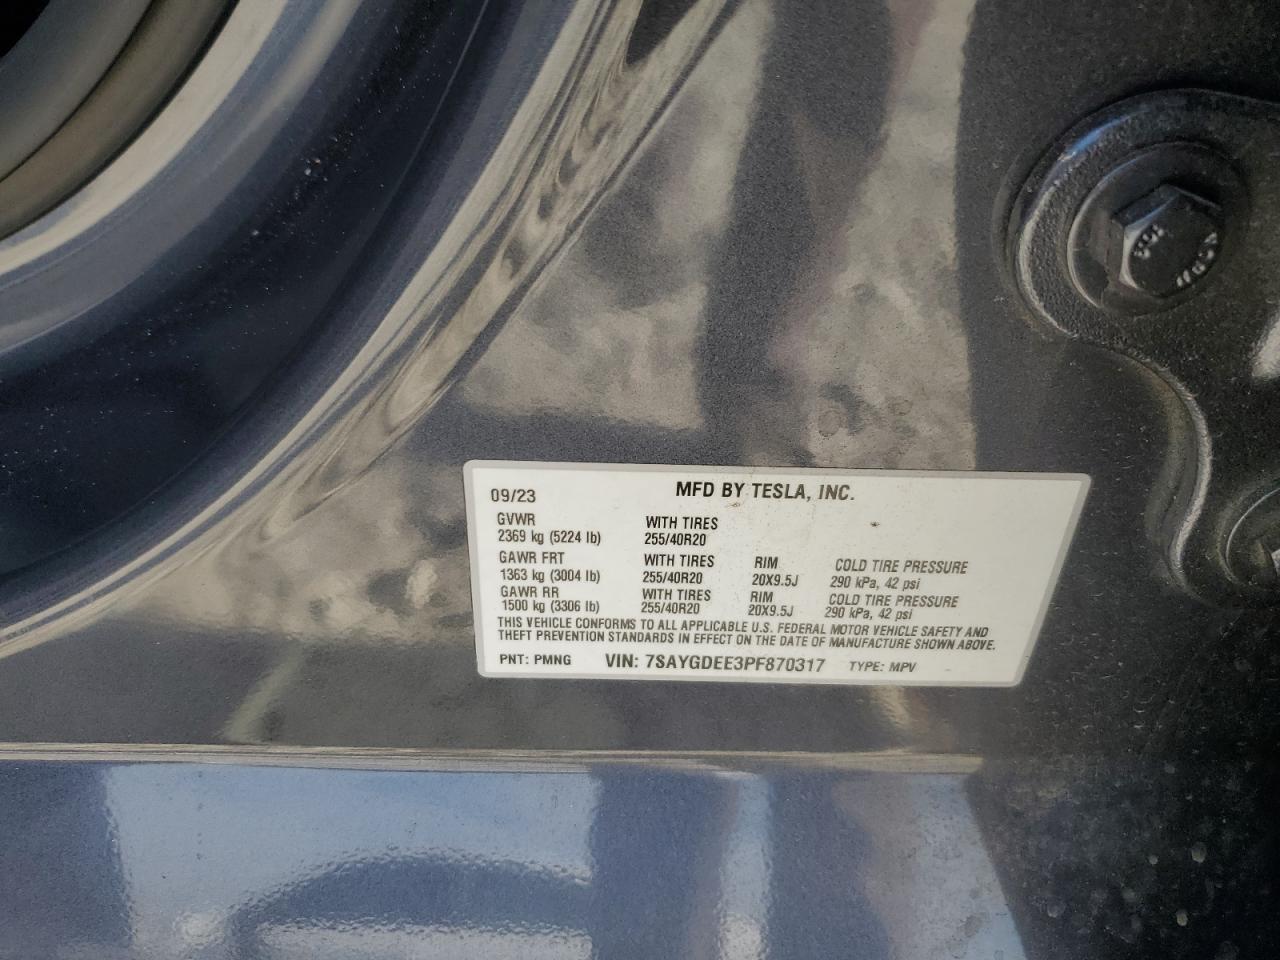 09/23 MFD BY TESLA, INC.
GVWR WITH TIRES
2369 kg (5224 lb) 255/40R20
GAWR FRT WITH TIRES RIM COLD TIRE PRESSURE
1363 kg (3004 lb) 255/40R20 20X9.5J 290 kPa, 42 psi
GAWR RR WITH TIRES RIM COLD TIRE PRESSURE
1500 kg (3306 lb) 255/40R20 20X9.5J 290 kPa, 42 psi
THIS VEHICLE CONFORMS TO ALL APPLICABLE U.S. FEDERAL MOTOR VEHICLE SAFETY AND
THEFT PREVENTION STANDARDS IN EFFECT ON THE DATE OF MANUFACTURE SHOWN ABOVE.
PNT: PMNG VIN: 7SAYGDEE3PF870317 TYPE: MPV